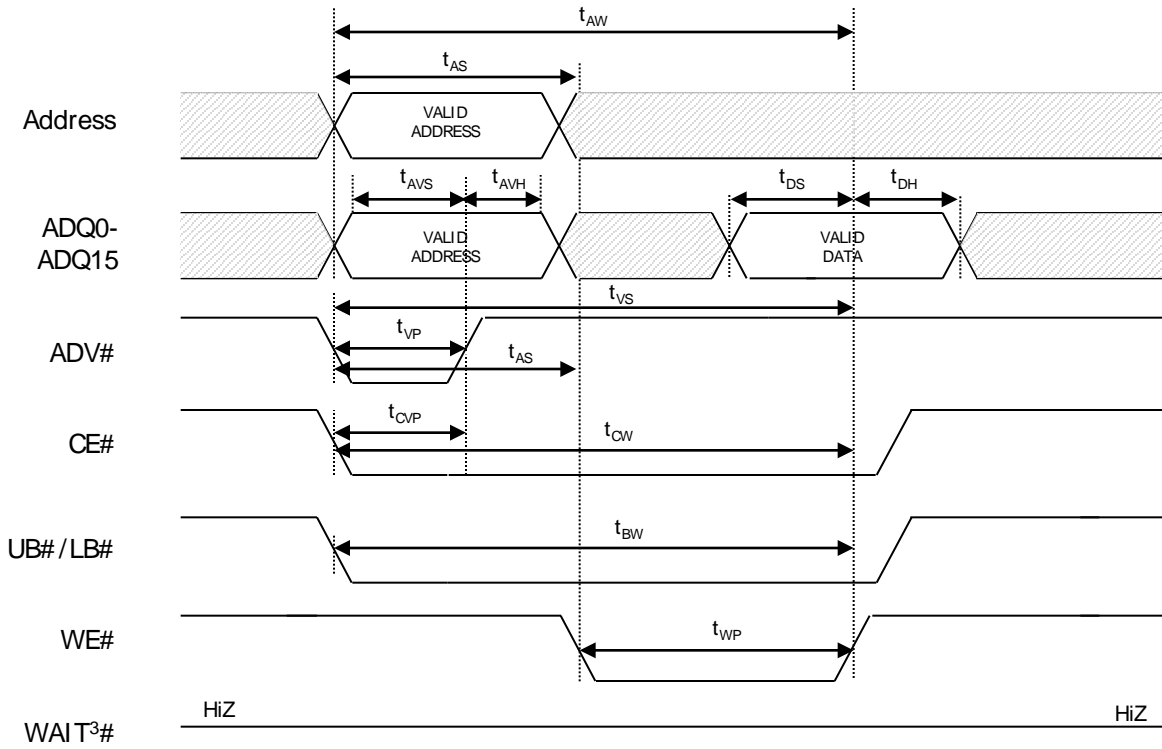 tAW
tAS
Address
VALID
ADDRESS
tAVS
tAVH
tDS
tDH
ADQ0-
ADQ15
VALID
ADDRESS
VALID
DATA
tVS
ADV#
tVP
tAS
tCVP
CE#
tCW
UB# / LB#
tBW
WE#
tWP
HiZ
HiZ
WAIT³#